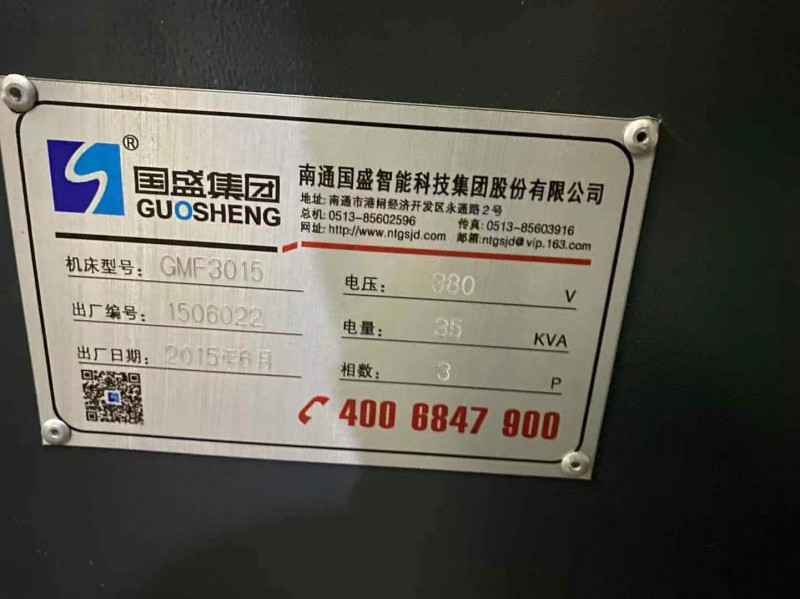 ®
国盛集团
GUOSHENG
南通国盛智能科技集团股份有限公司
地址: 南通市港闸经济开发区永通路2号
总机: 0513-85602596 传真: 0513-85603916
网址: http://www.ntgsjd.com 邮箱: ntgsjd@vip.163.com
机床型号: GMF3015
电压: 380 V
出厂编号: 1506022
电量: 35 KVA
出厂日期: 2015年6月
相数: 3 P
400 6847 900